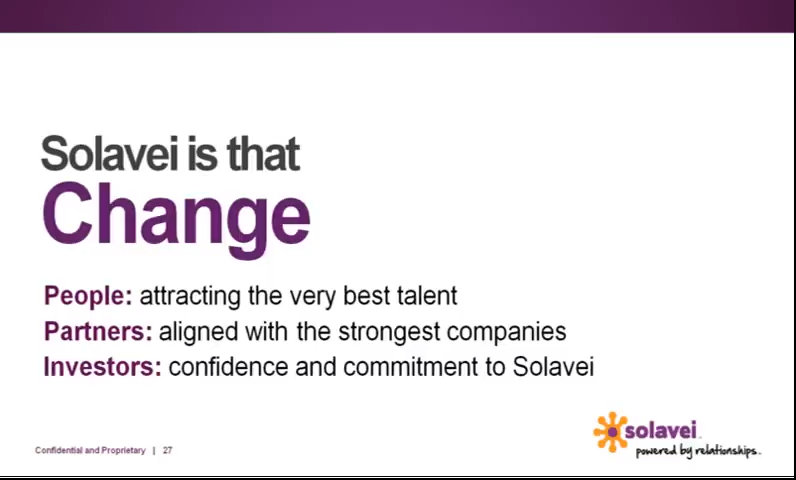 Solavei is that
Change
People: attracting the very best talent
Partners: aligned with the strongest companies
Investors: confidence and commitment to Solavei
solavei
powered by relationships.
Confidential and Proprietary | 27